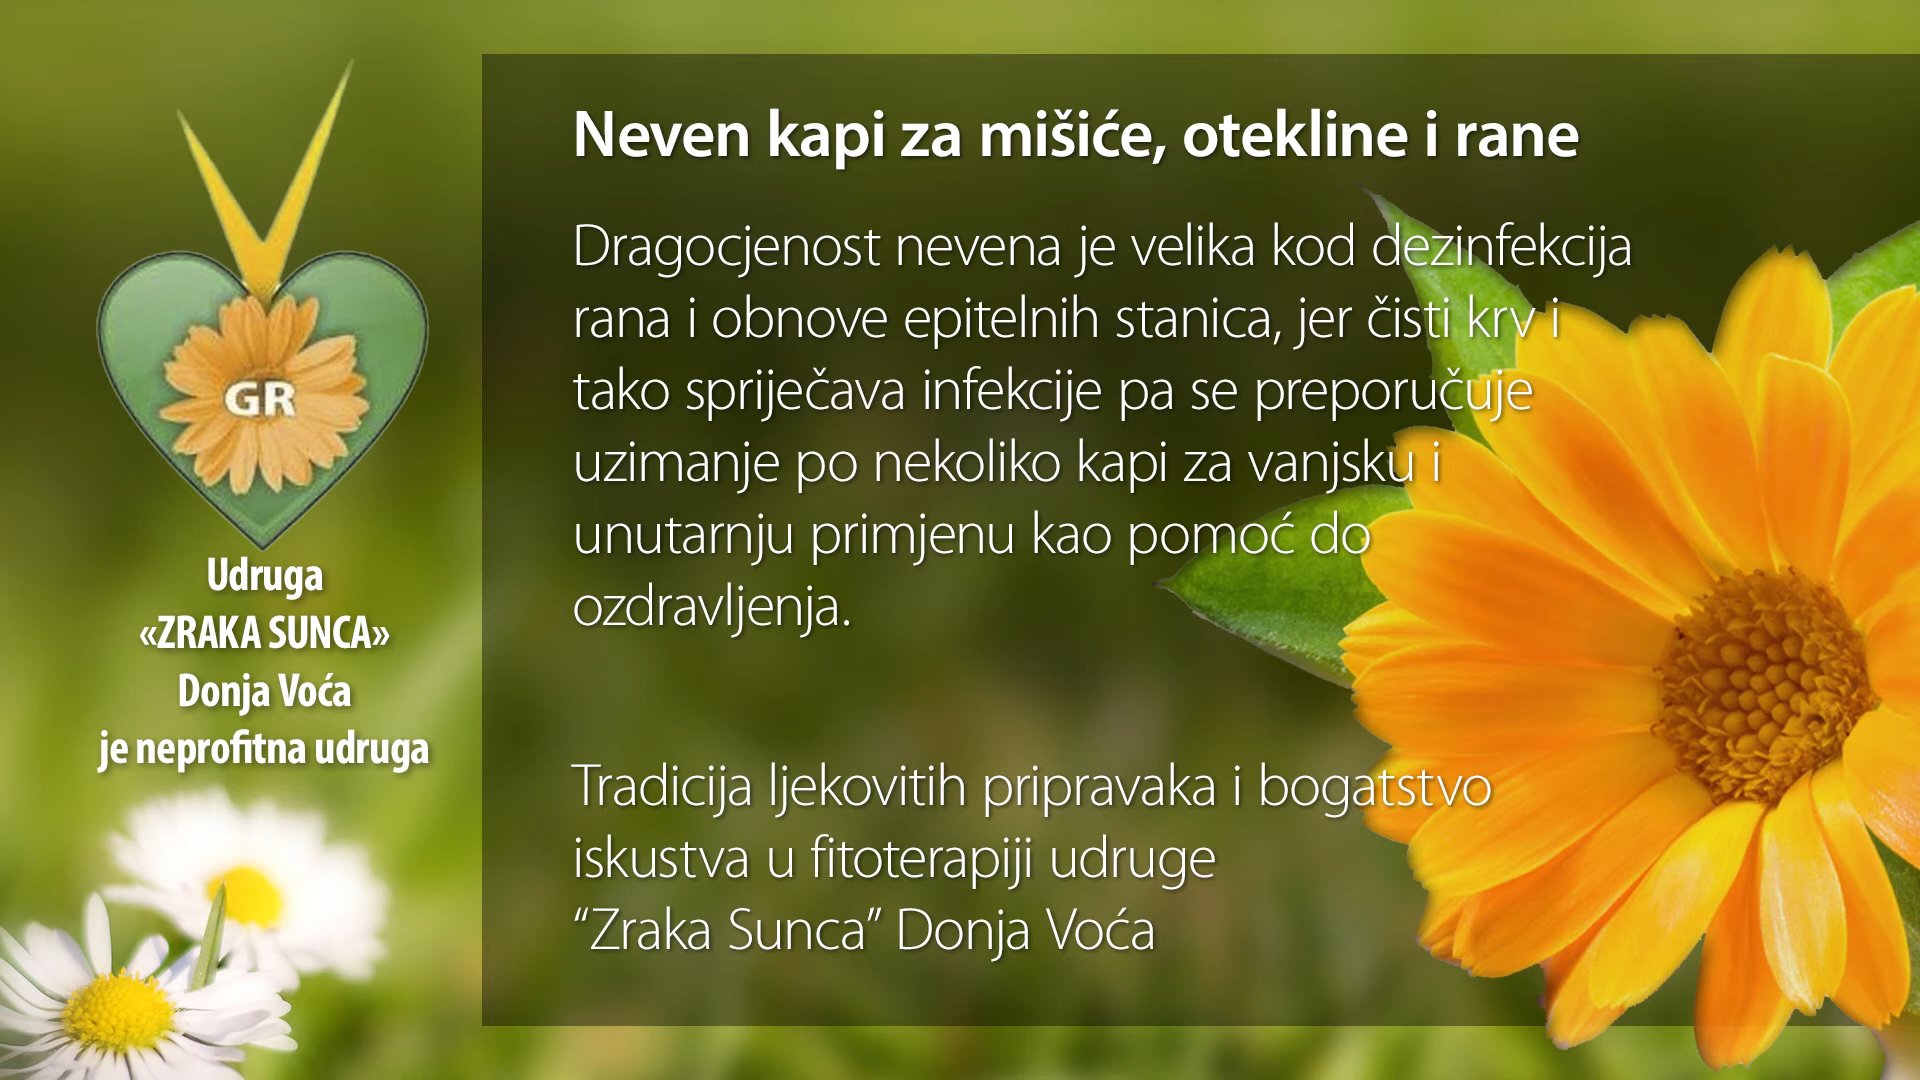 GR
Udruga
«ZRAKA SUNCA»
Donja Voća
je neprofitna udruga
Neven kapi za mišiće, otekline i rane
Dragocjenost nevena je velika kod dezinfekcija
rana i obnove epitelnih stanica, jer čisti krv i
tako spriječava infekcije pa se preporučuje
uzimanje po nekoliko kapi za vanjsku i
unutarnju primjenu kao pomoć do
ozdravljenja.
Tradicija ljekovitih pripravaka i bogatstvo
iskustva u fitoterapiji udruge
“Zraka Sunca” Donja Voća